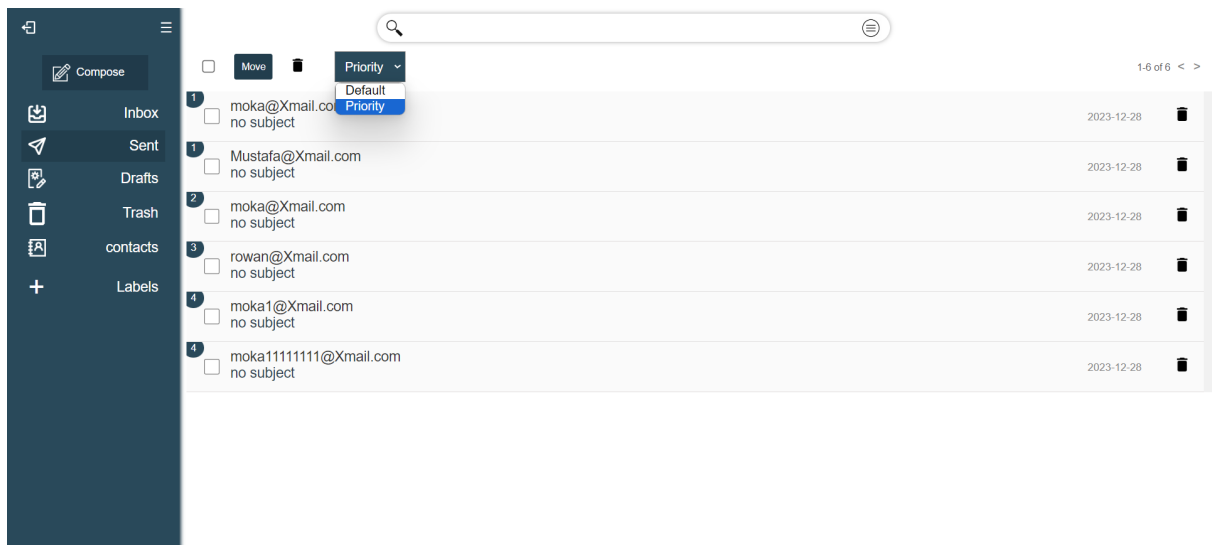 Compose
Inbox
Sent
Drafts
Trash
contacts
Labels
Move
Priority
Default
Priority
1-6 of 6 < >
1
moka@Xmail.co
no subject
2023-12-28
1
Mustafa@Xmail.com
no subject
2023-12-28
2
moka@Xmail.com
no subject
2023-12-28
3
rowan@Xmail.com
no subject
2023-12-28
4
moka1@Xmail.com
no subject
2023-12-28
4
moka11111111@Xmail.com
no subject
2023-12-28